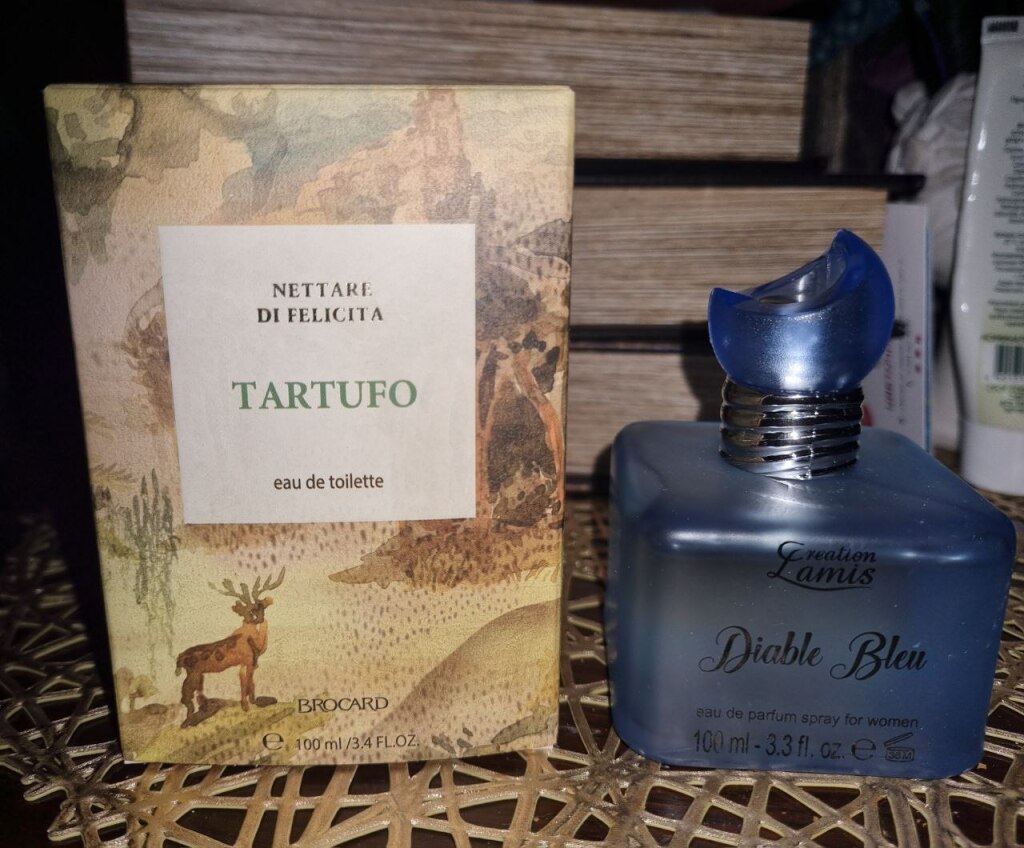 NETTARE
DI FELICITA
TARTUFO
eau de toilette
BROCARD
e 100 ml /3.4 FL.OZ.
Creation
Lamis
Diable Bleu
eau de parfum spray for women
100 ml - 3.3 fl. oz. e 36 M